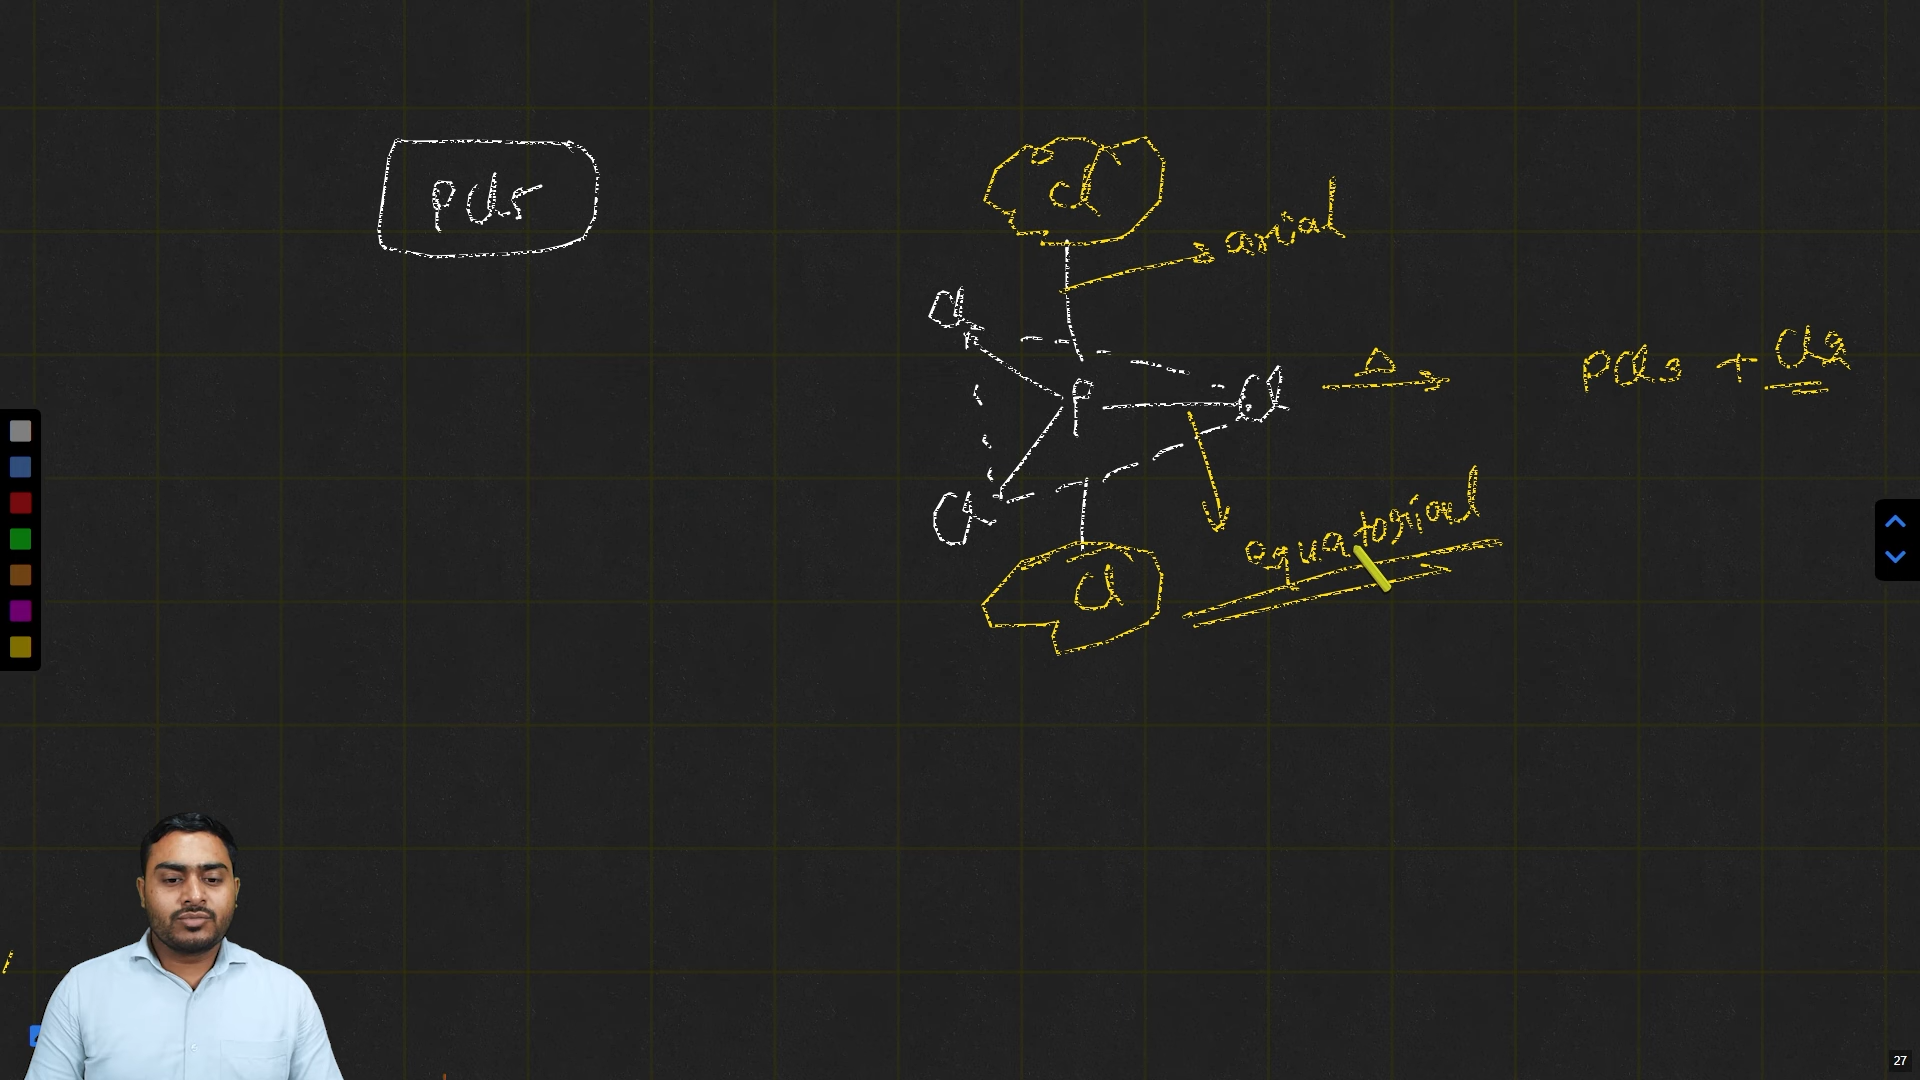 PCl5
Cl
axial
Cl
P
Cl
Δ
PCl3 + Cl2
Cl
equatorial
Cl
27